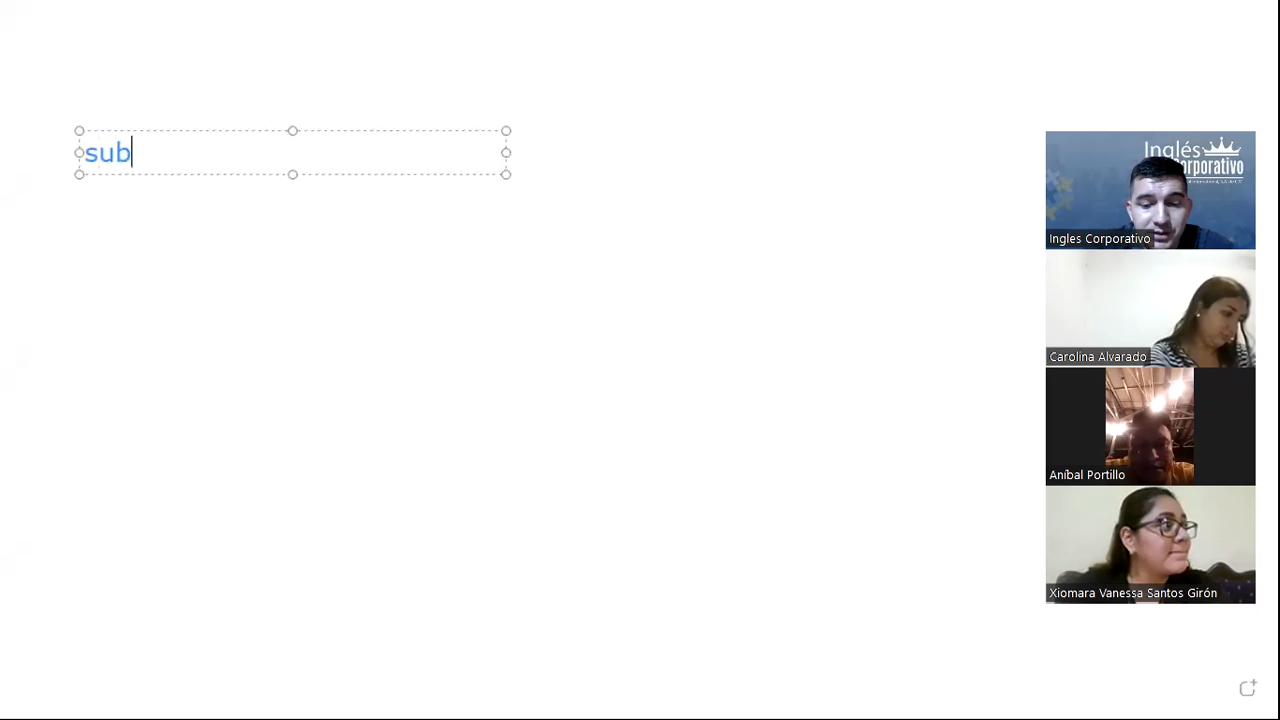 sub
Inglés
Corporativo
Ingles Corporativo
Carolina Alvarado
Aníbal Portillo
Xiomara Vanessa Santos Girón